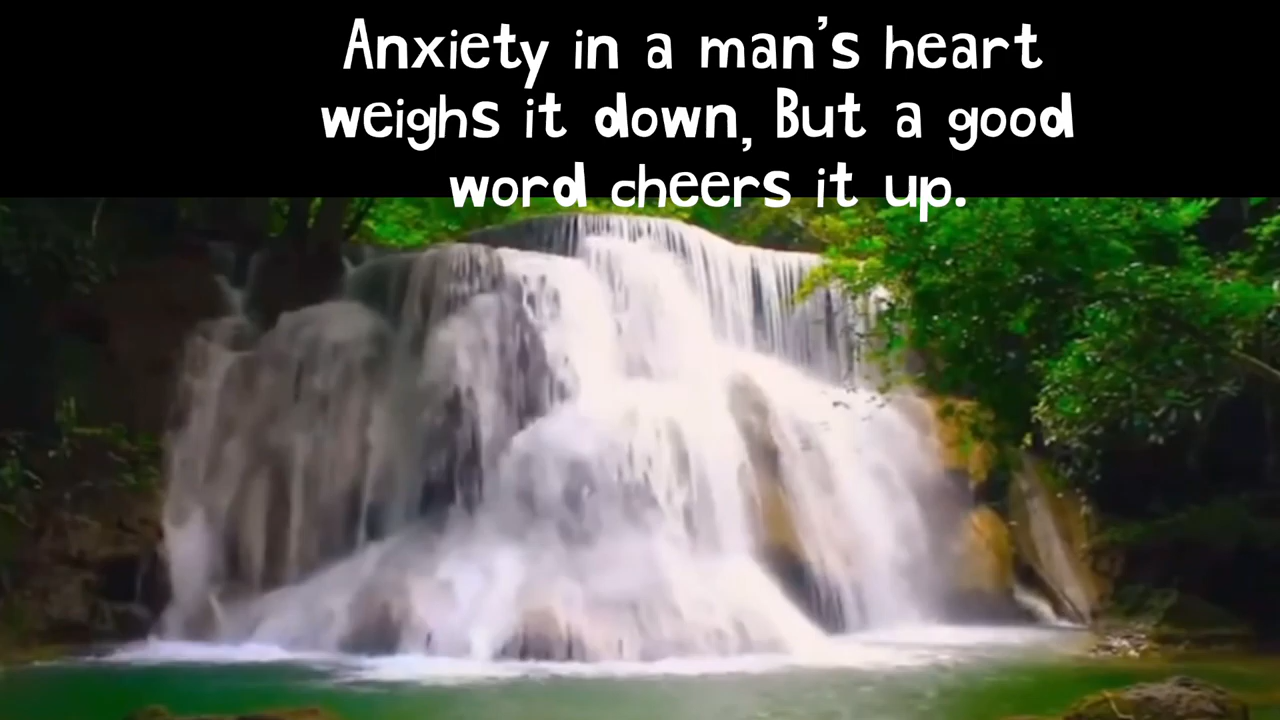 Anxiety in a man's heart
weighs it down, But a good
word cheers it up.